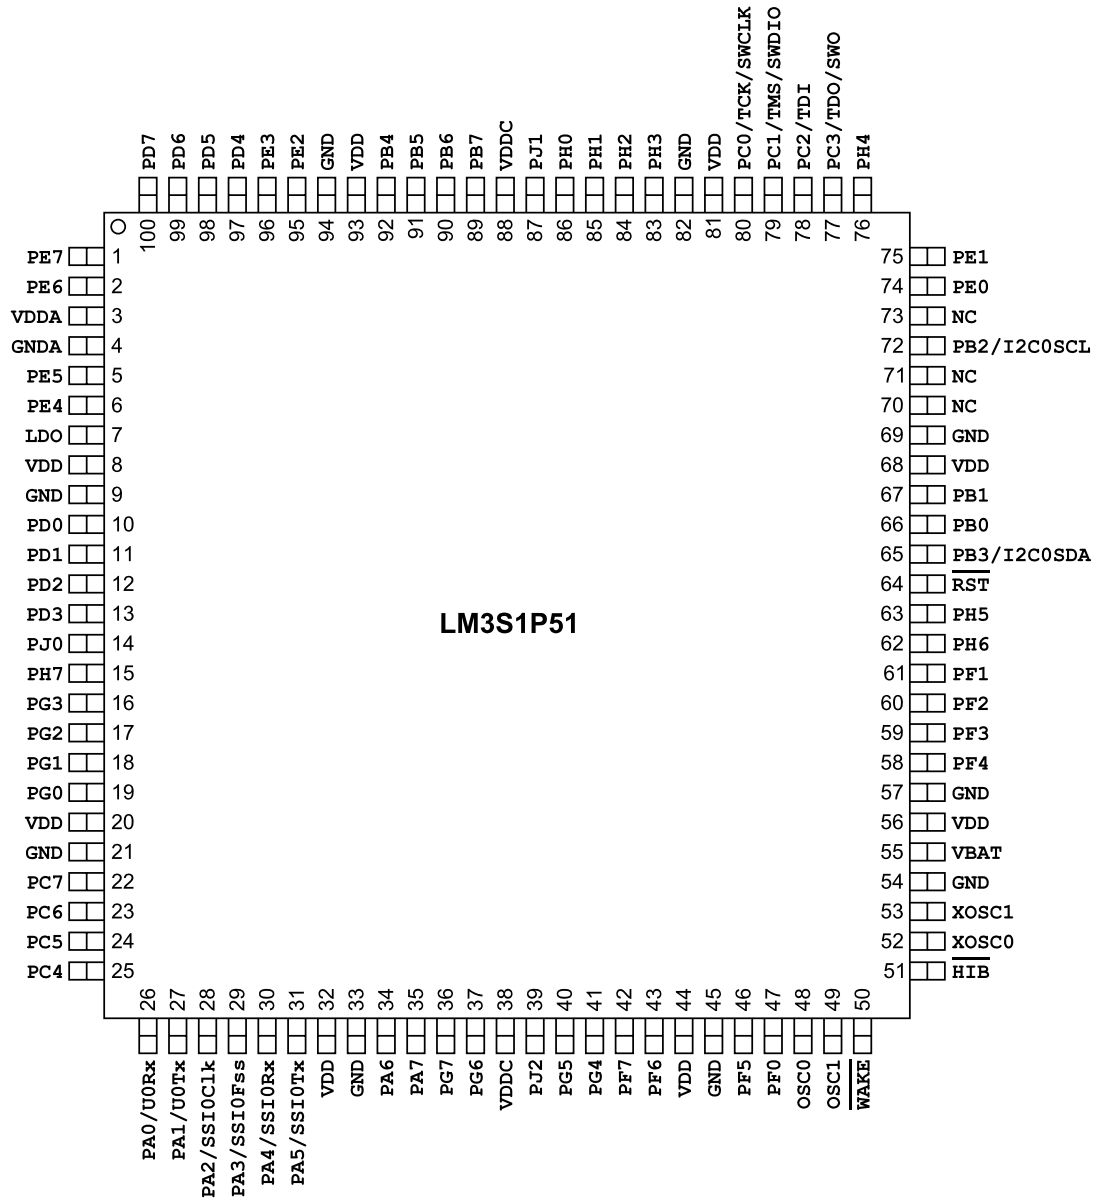 PD7 PD6 PD5 PD4 PE3 PE2 GND VDD PB4 PB5 PB6 PB7 VDDC PJ1 PH0 PH1 PH2 PH3 GND VDD PC0/TCK/SWCLK PC1/TMS/SWDIO PC2/TDI PC3/TDO/SWO PH4
100 99 98 97 96 95 94 93 92 91 90 89 88 87 86 85 84 83 82 81 80 79 78 77 76
PE7 1 75 PE1
PE6 2 74 PE0
VDDA 3 73 NC
GNDA 4 72 PB2/I2C0SCL
PE5 5 71 NC
PE4 6 70 NC
LDO 7 69 GND
VDD 8 68 VDD
GND 9 67 PB1
PD0 10 66 PB0
PD1 11 65 PB3/I2C0SDA
PD2 12 64 RST
PD3 13 63 PH5
LM3S1P51
PJ0 14 62 PH6
PH7 15 61 PF1
PG3 16 60 PF2
PG2 17 59 PF3
PG1 18 58 PF4
PG0 19 57 GND
VDD 20 56 VDD
GND 21 55 VBAT
PC7 22 54 GND
PC6 23 53 XOSC1
PC5 24 52 XOSC0
PC4 25 51 HIB
26 27 28 29 30 31 32 33 34 35 36 37 38 39 40 41 42 43 44 45 46 47 48 49 50
PA0/U0Rx PA1/U0Tx PA2/SSI0Clk PA3/SSI0Fss PA4/SSI0Rx PA5/SSI0Tx VDD GND PA6 PA7 PG7 PG6 VDDC PJ2 PG5 PG4 PF7 PF6 VDD GND PF5 PF0 OSC0 OSC1 WAKE